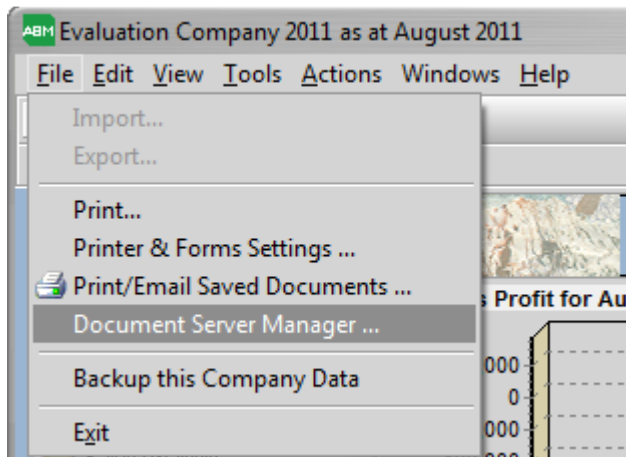 ABM Evaluation Company 2011 as at August 2011
File Edit View Tools Actions Windows Help
Import...
Export...
Print...
Printer & Forms Settings ...
Print/Email Saved Documents ...
Document Server Manager ...
Backup this Company Data
Exit
s Profit for Au
000
0
000